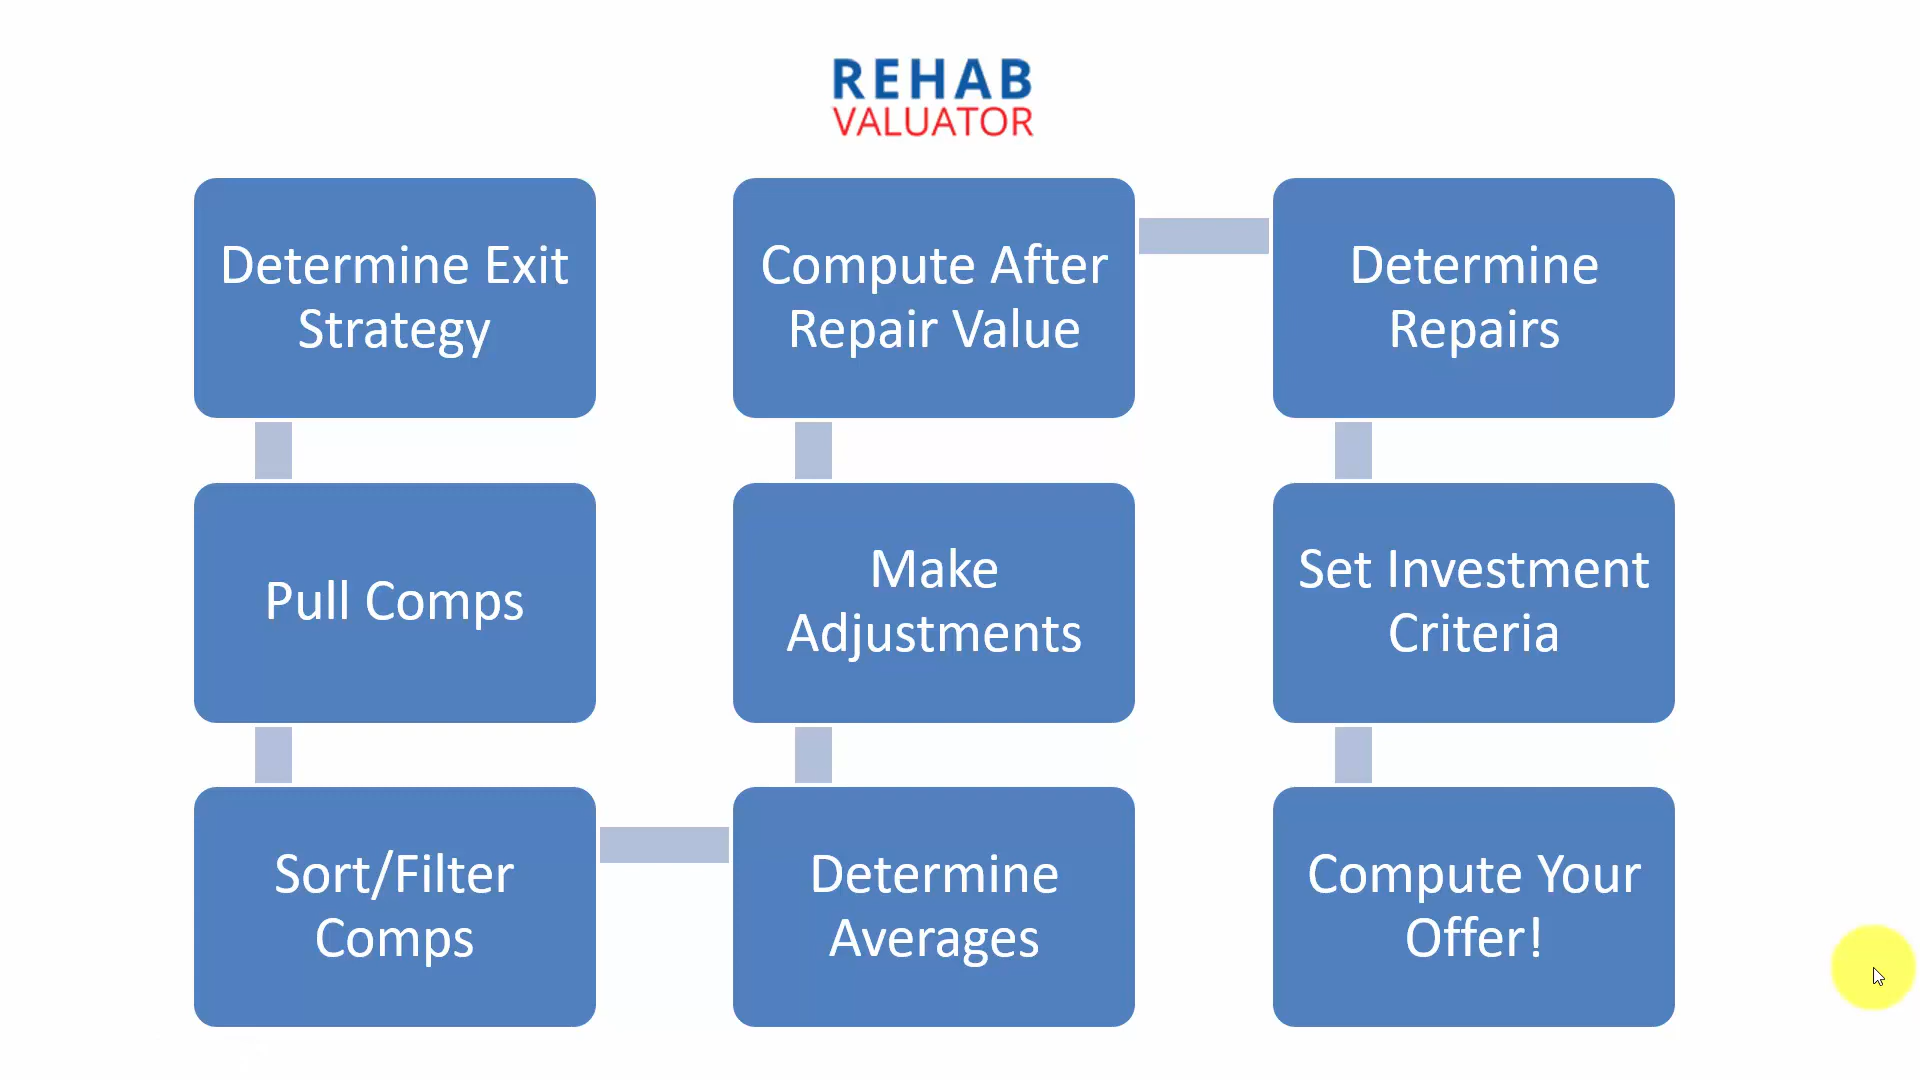 REHAB
VALUATOR
Determine Exit
Strategy
Pull Comps
Sort/Filter
Comps
Determine
Averages
Make
Adjustments
Compute After
Repair Value
Determine
Repairs
Set Investment
Criteria
Compute Your
Offer!